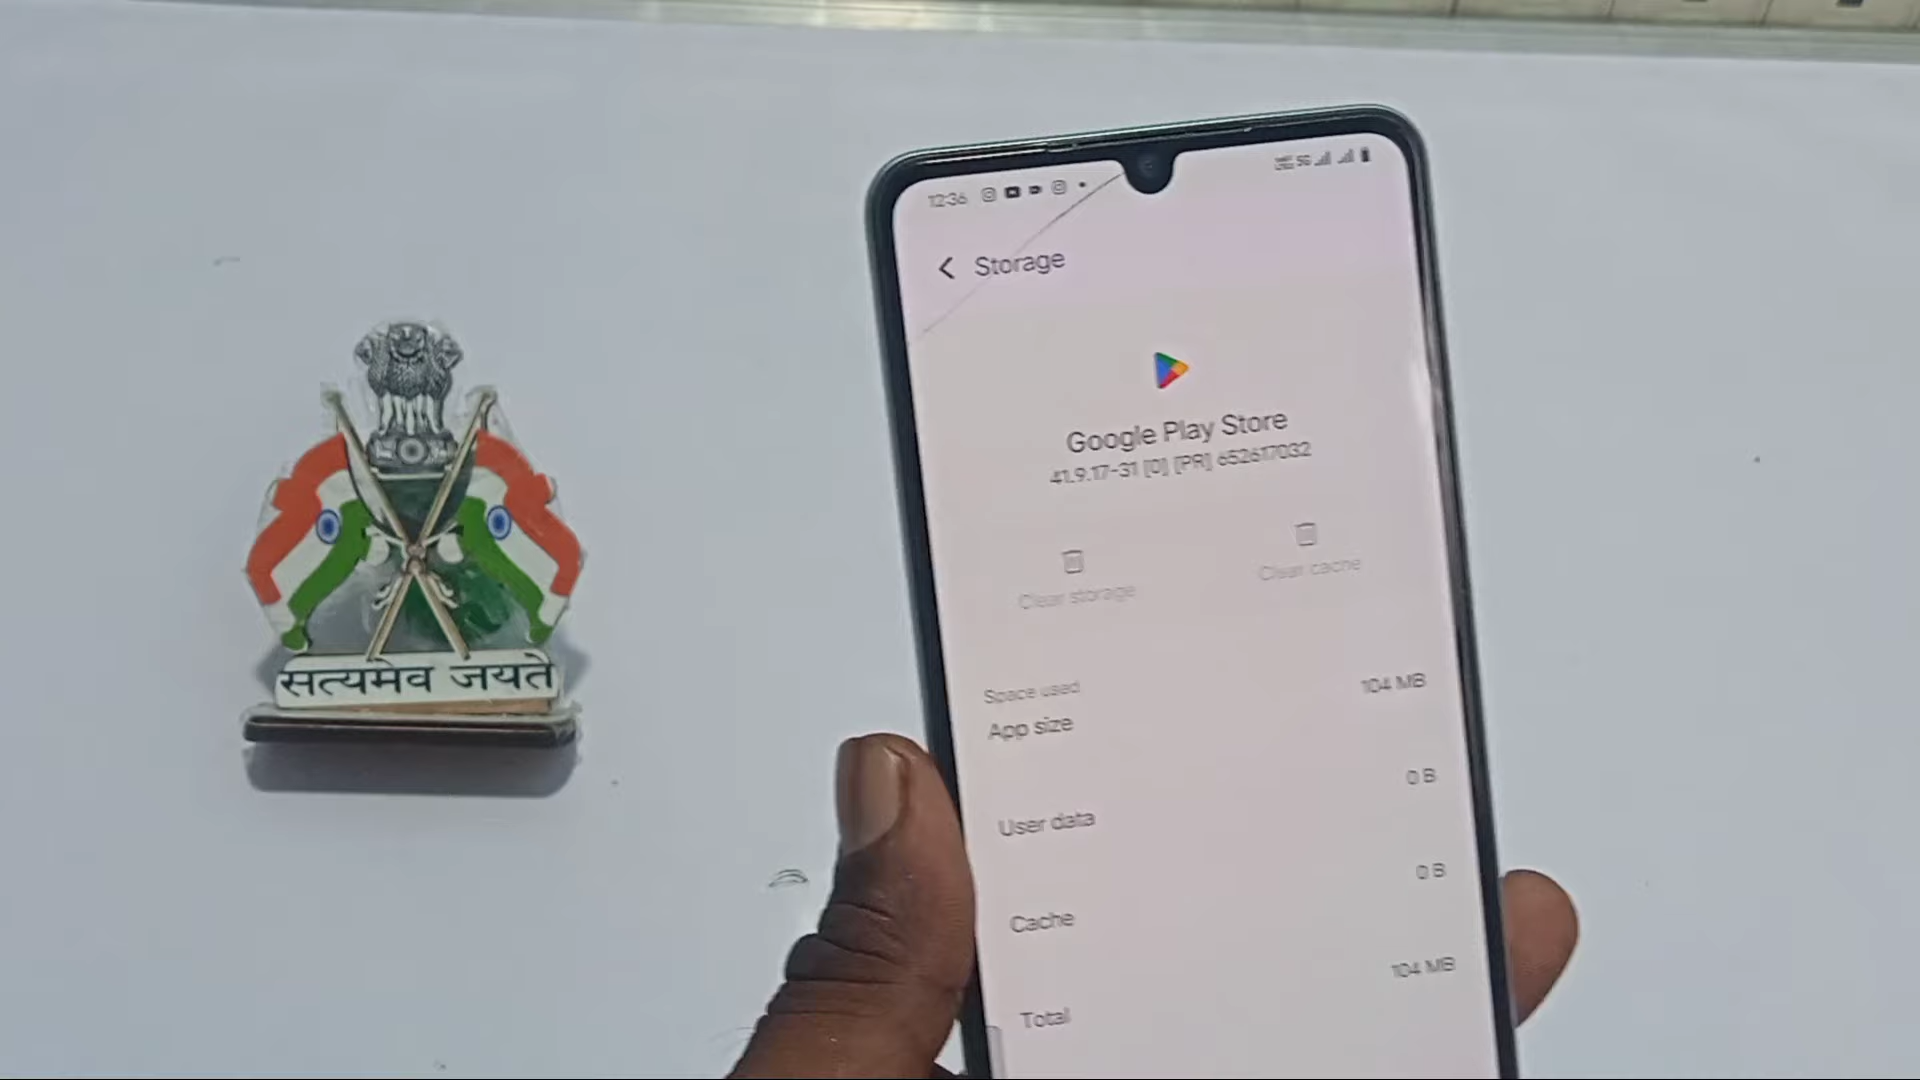 सत्यमेव जयते
12:36
5G
Storage
Google Play Store
41.9.17-31 [0] [PR] 652617032
Clear storage
Clear cache
Space used
App size
104 MB
User data
0 B
Cache
0 B
Total
104 MB